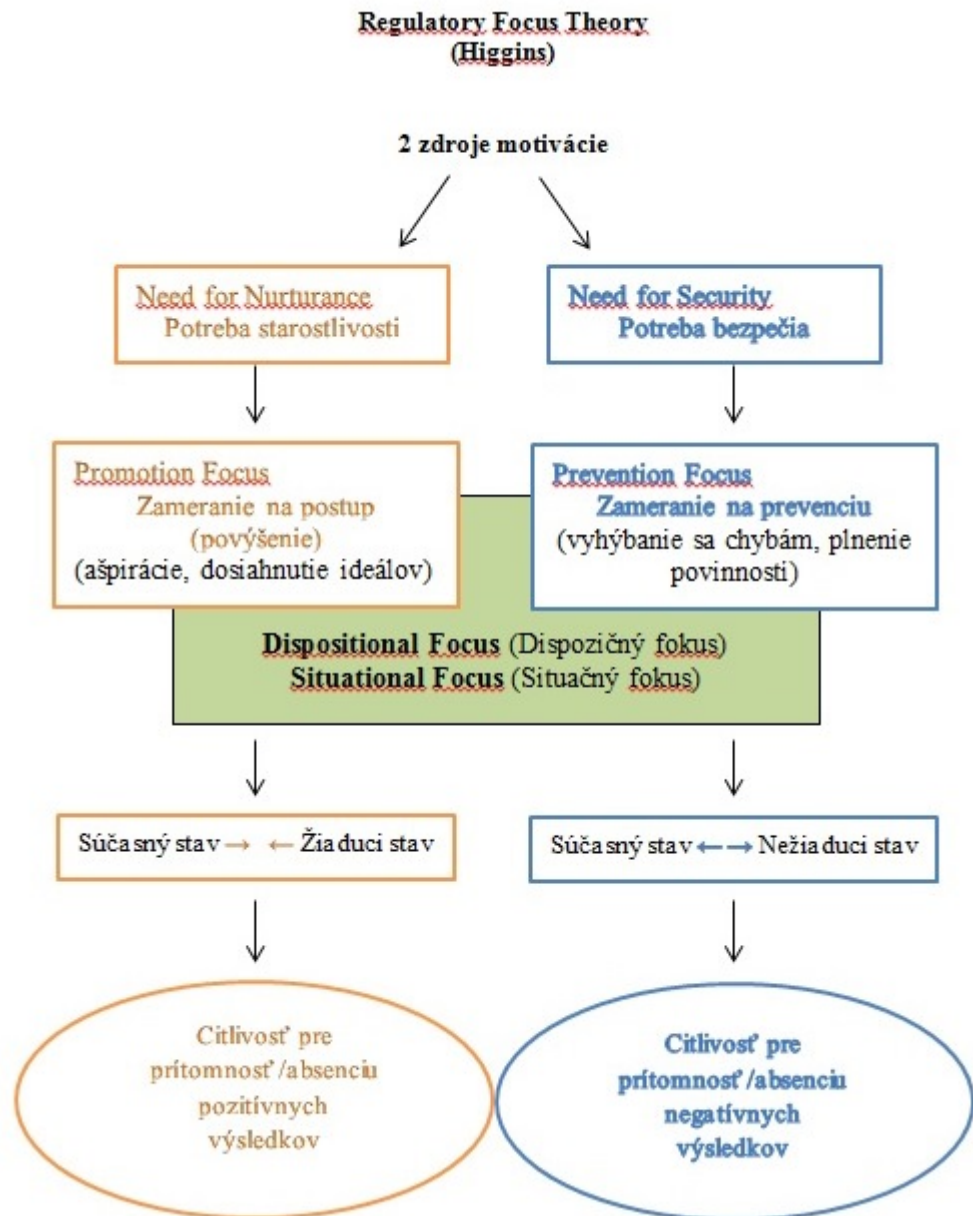 Regulatory Focus Theory
(Higgins)
2 zdroje motivácie
Need for Nurturance
Potreba starostlivosti
Need for Security
Potreba bezpečia
Promotion Focus
Zameranie na postup
(povýšenie)
(ašpirácie, dosiahnutie ideálov)
Prevention Focus
Zameranie na prevenciu
(vyhýbanie sa chybám, plnenie
povinnosti)
Dispositional Focus (Dispozičný fokus)
Situational Focus (Situačný fokus)
Súčasný stav → ← Žiaduci stav
Súčasný stav ← → Nežiaduci stav
Citlivosť pre
prítomnosť/absenciu
pozitívnych
výsledkov
Citlivosť pre
prítomnosť/absenciu
negatívnych
výsledkov